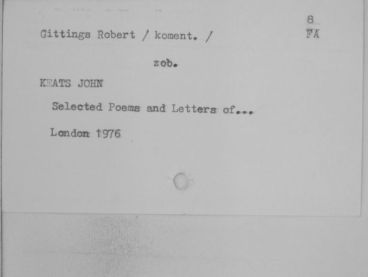 8
Gittings Robert / koment. / FA
zob.
KEATS JOHN
Selected Poems and Letters of...
London 1976